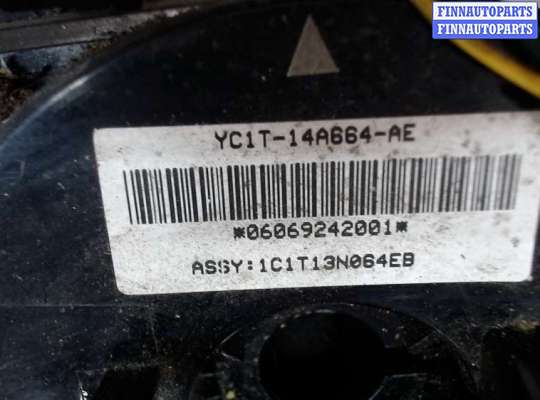 FINNAUTOPARTS
FINNAUTOPARTS
YC1T-14A664-AE
*06069242001*
ASSY:1C1T13N064EB